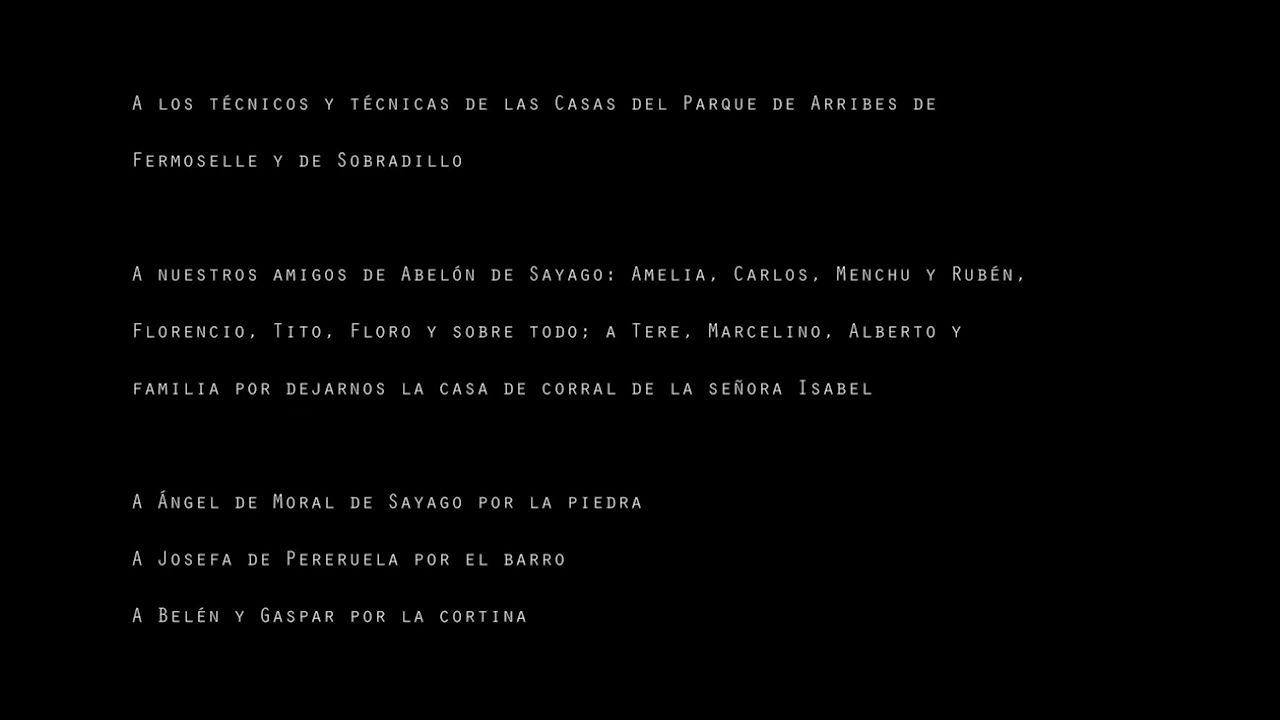 A los técnicos y técnicas de las Casas del Parque de Arribes de
Fermoselle y de Sobradillo
A nuestros amigos de Abelón de Sayago: Amelia, Carlos, Menchu y Rubén,
Florencio, Tito, Floro y sobre todo; a Tere, Marcelino, Alberto y
familia por dejarnos la casa de corral de la señora Isabel
A Ángel de Moral de Sayago por la piedra
A Josefa de Pereruela por el barro
A Belén y Gaspar por la cortina